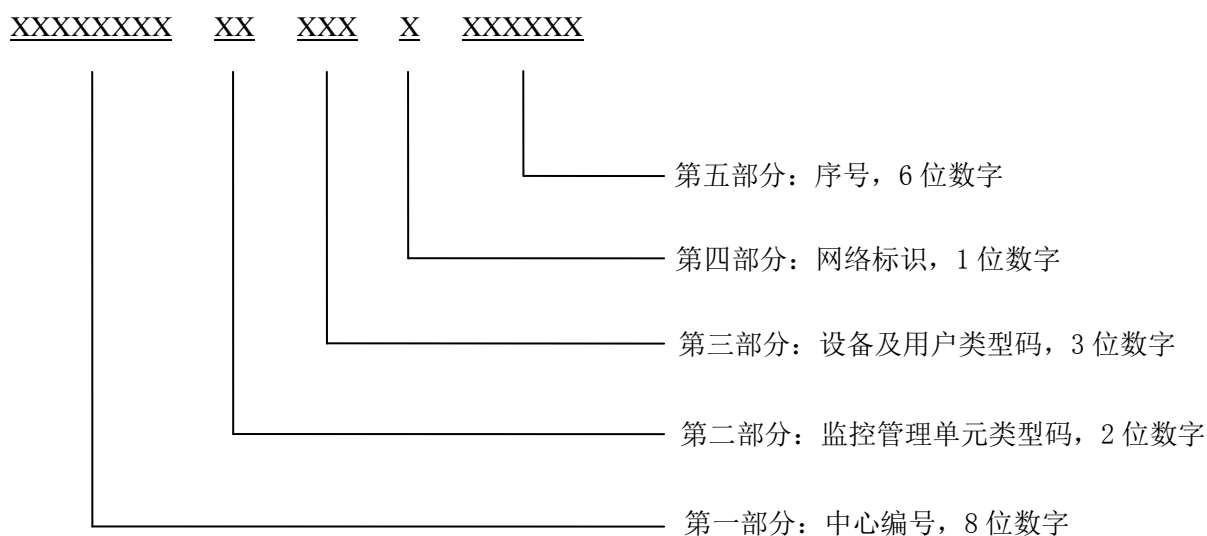 XXXXXXXX XX XXX X XXXXXX
第五部分：序号，6 位数字
第四部分：网络标识，1 位数字
第三部分：设备及用户类型码，3 位数字
第二部分：监控管理单元类型码，2 位数字
第一部分：中心编号，8 位数字